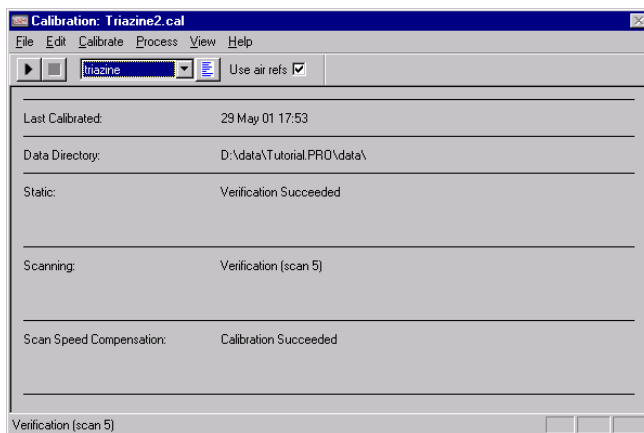 Calibration: Triazine2.cal
File Edit Calibrate Process View Help
triazine Use air refs
Last Calibrated: 29 May 01 17:53
Data Directory: D:\data\Tutorial.PRO\data\
Static: Verification Succeeded
Scanning: Verification (scan 5)
Scan Speed Compensation: Calibration Succeeded
Verification (scan 5)